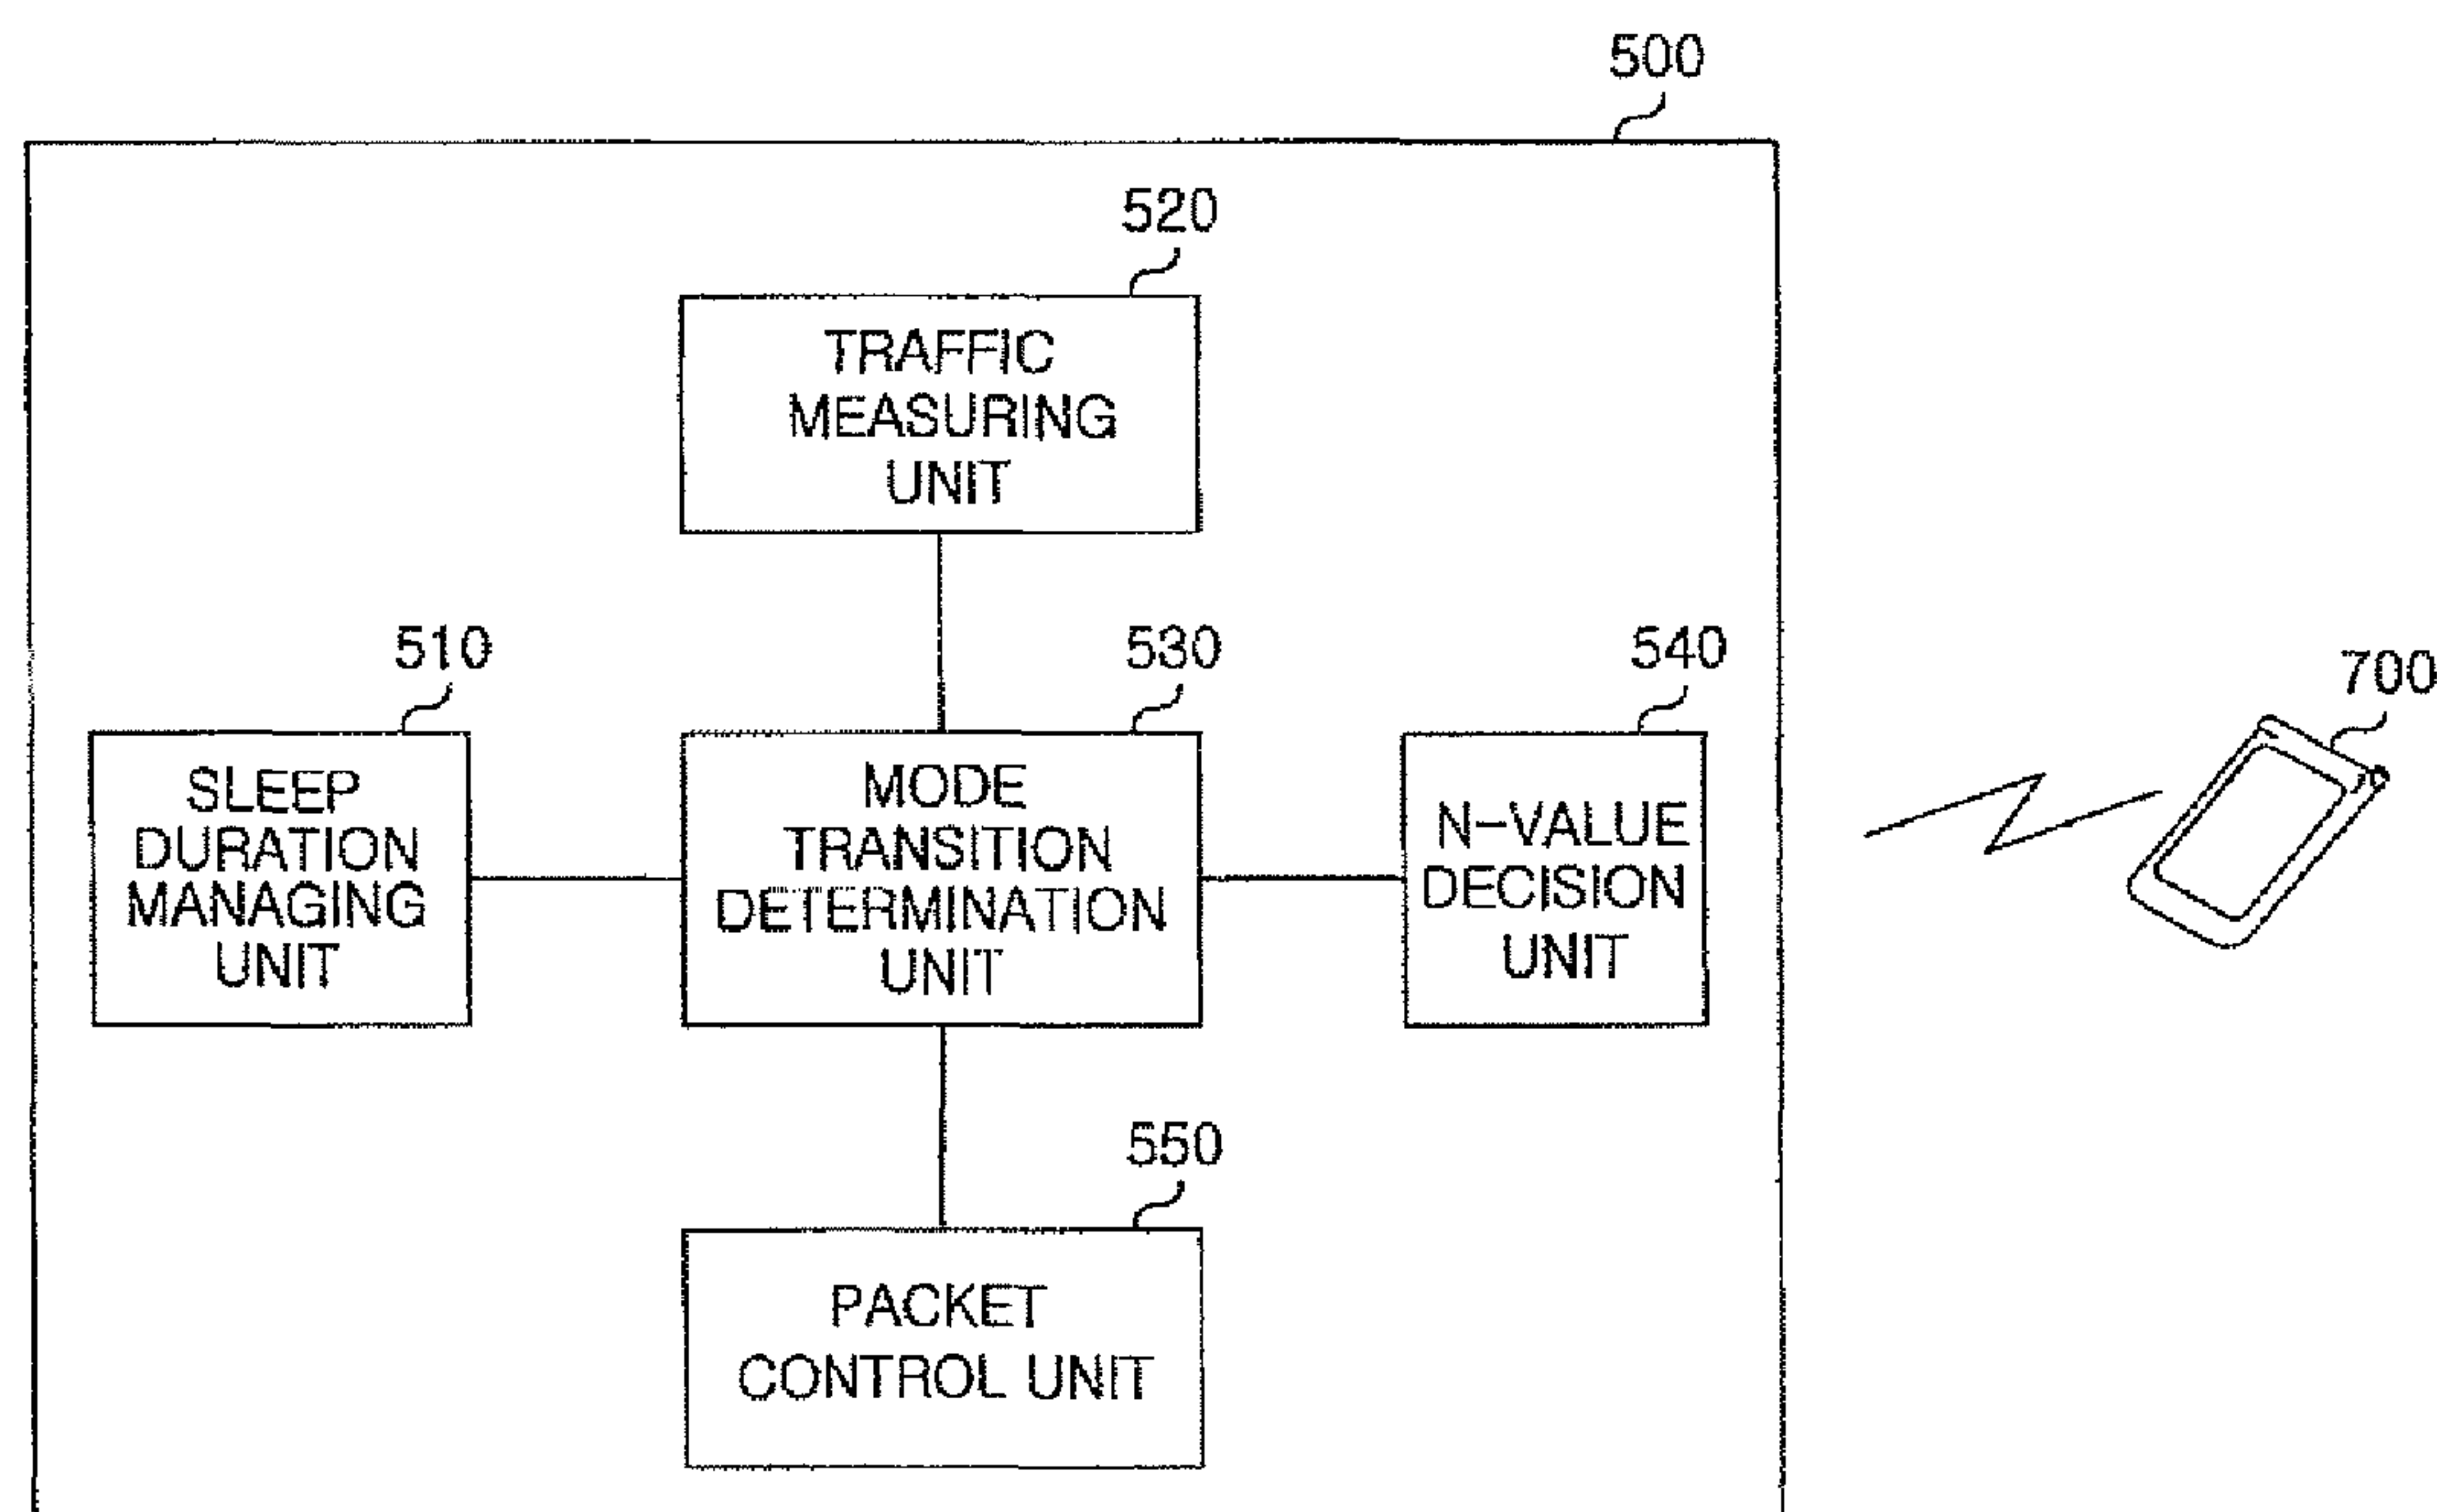 500
520
TRAFFIC
MEASURING
UNIT
510
530
540
700
SLEEP
DURATION
MANAGING
UNIT
MODE
TRANSITION
DETERMINATION
UNIT
N-VALUE
DECISION
UNIT
550
PACKET
CONTROL UNIT